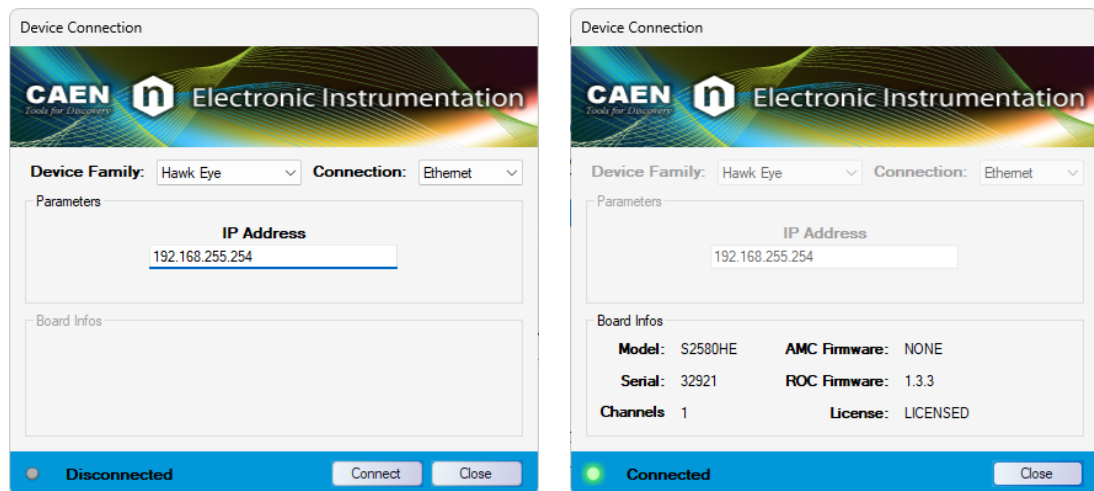 Device Connection
CAEN n Electronic Instrumentation
Tools for Discovery
Device Family: Hawk Eye Connection: Ethernet
Parameters
IP Address
192.168.255.254
Board Infos
Disconnected Connect Close
Device Connection
CAEN n Electronic Instrumentation
Tools for Discovery
Device Family: Hawk Eye Connection: Ethernet
Parameters
IP Address
192.168.255.254
Board Infos
Model: S2580HE AMC Firmware: NONE
Serial: 32921 ROC Firmware: 1.3.3
Channels 1 License: LICENSED
Connected Close